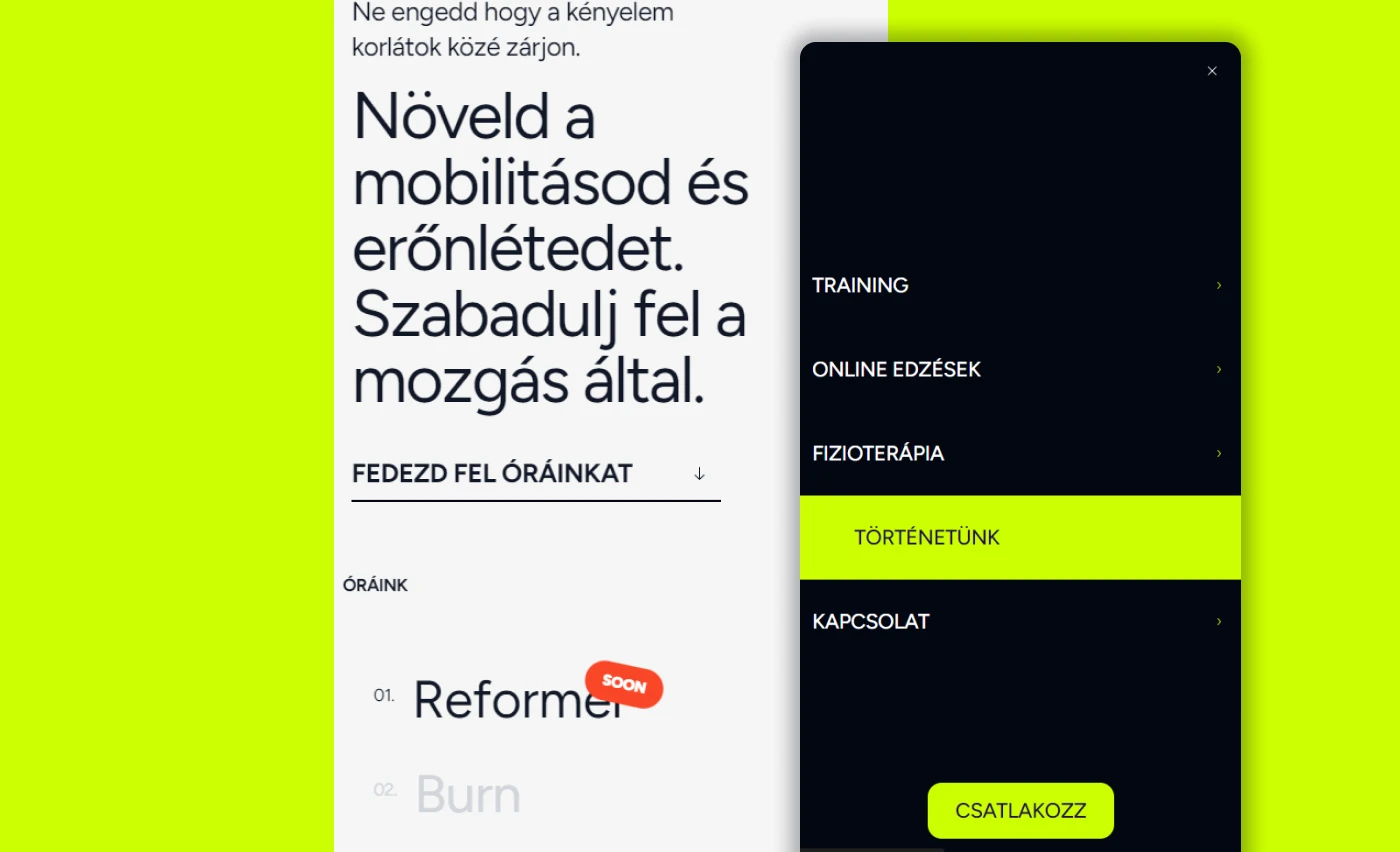 Ne engedd hogy a kényelem
korlátok közé zárjon.
Növeld a
mobilitásod és
erőnlétedet.
Szabadulj fel a
mozgás által.
FEDEZD FEL ÓRÁINKAT
ÓRÁINK
01. Reformer
SOON
02. Burn
TRAINING
ONLINE EDZÉSEK
FIZIOTERÁPIA
TÖRTÉNETÜNK
KAPCSOLAT
CSATLAKOZZ